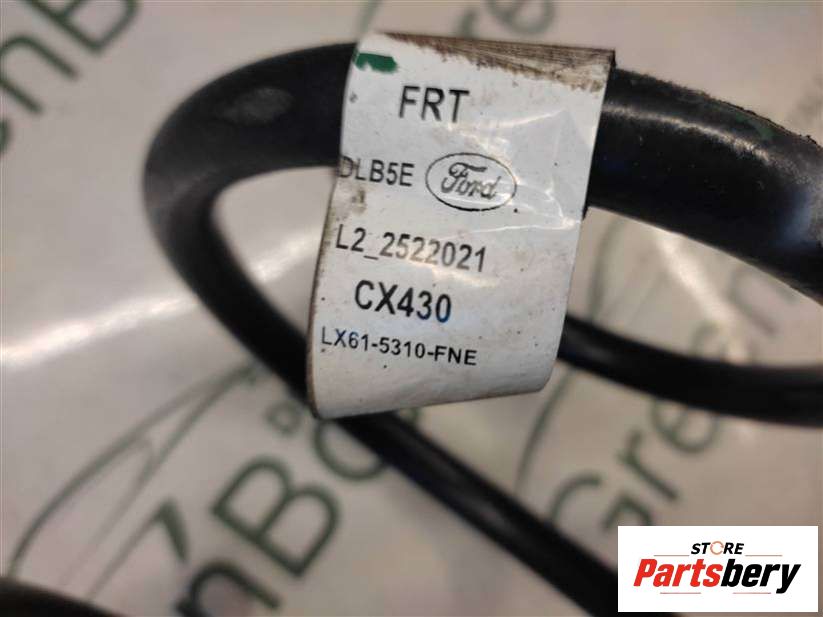 FRT
DLB5E Ford
L2_2522021
CX430
LX61-5310-FNE
STORE
Partsbery